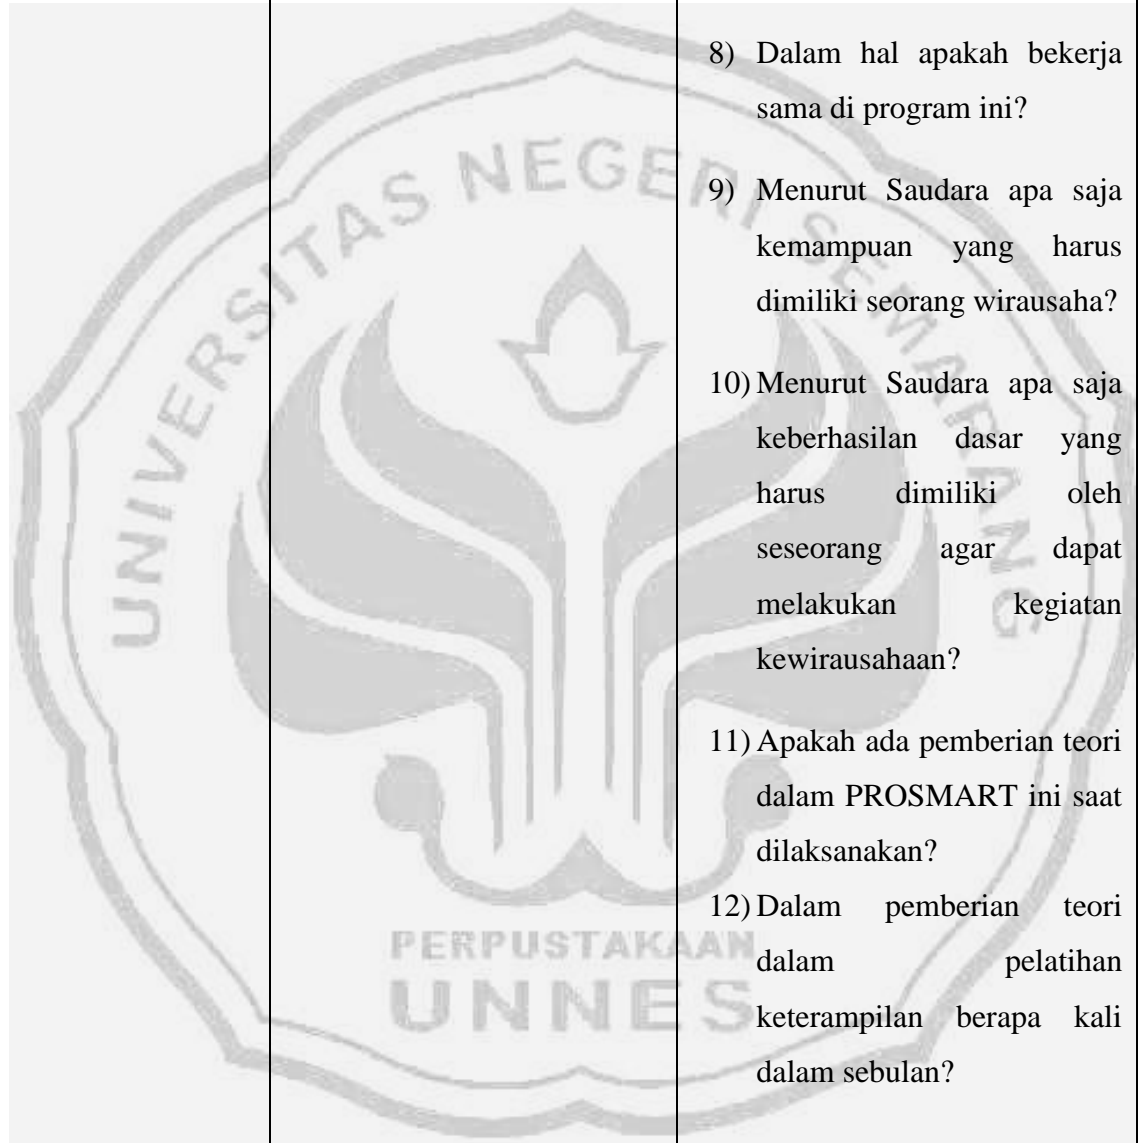 8) Dalam hal apakah bekerja
sama di program ini?
9) Menurut Saudara apa saja
kemampuan yang harus
dimiliki seorang wirausaha?
10) Menurut Saudara apa saja
keberhasilan dasar yang
harus dimiliki oleh
seseorang agar dapat
melakukan kegiatan
kewirausahaan?
11) Apakah ada pemberian teori
dalam PROSMART ini saat
dilaksanakan?
12) Dalam pemberian teori
dalam pelatihan
keterampilan berapa kali
dalam sebulan?
UNIVERSITAS NEGERI SEMARANG
PERPUSTAKAAN
UNNES